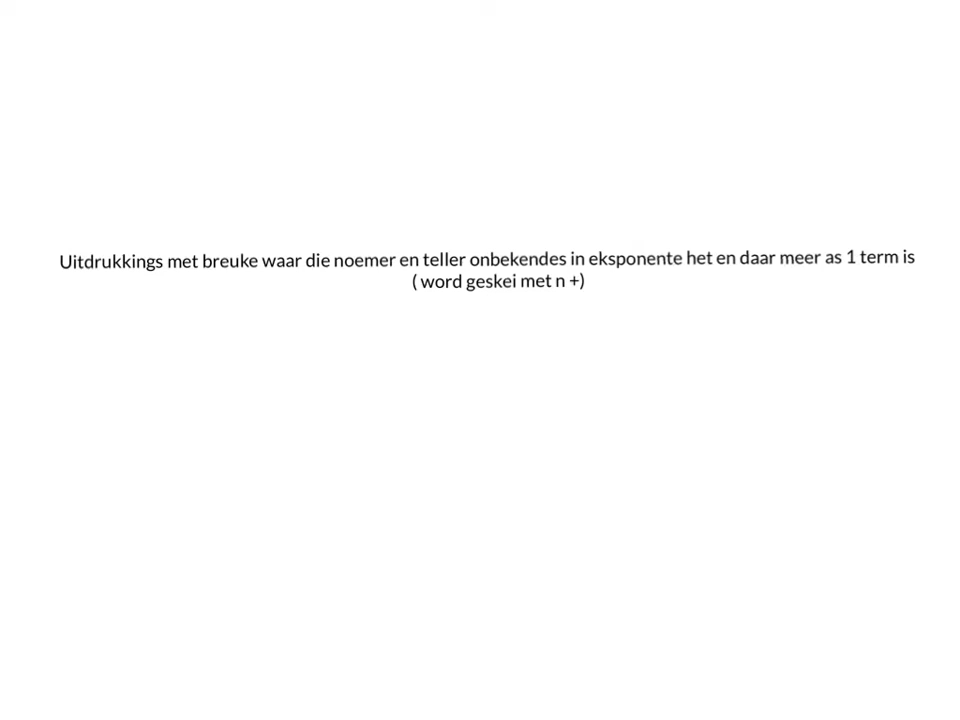 Uitdrukkings met breuke waar die noemer en teller onbekendes in eksponente het en daar meer as 1 term is
( word geskei met n +)